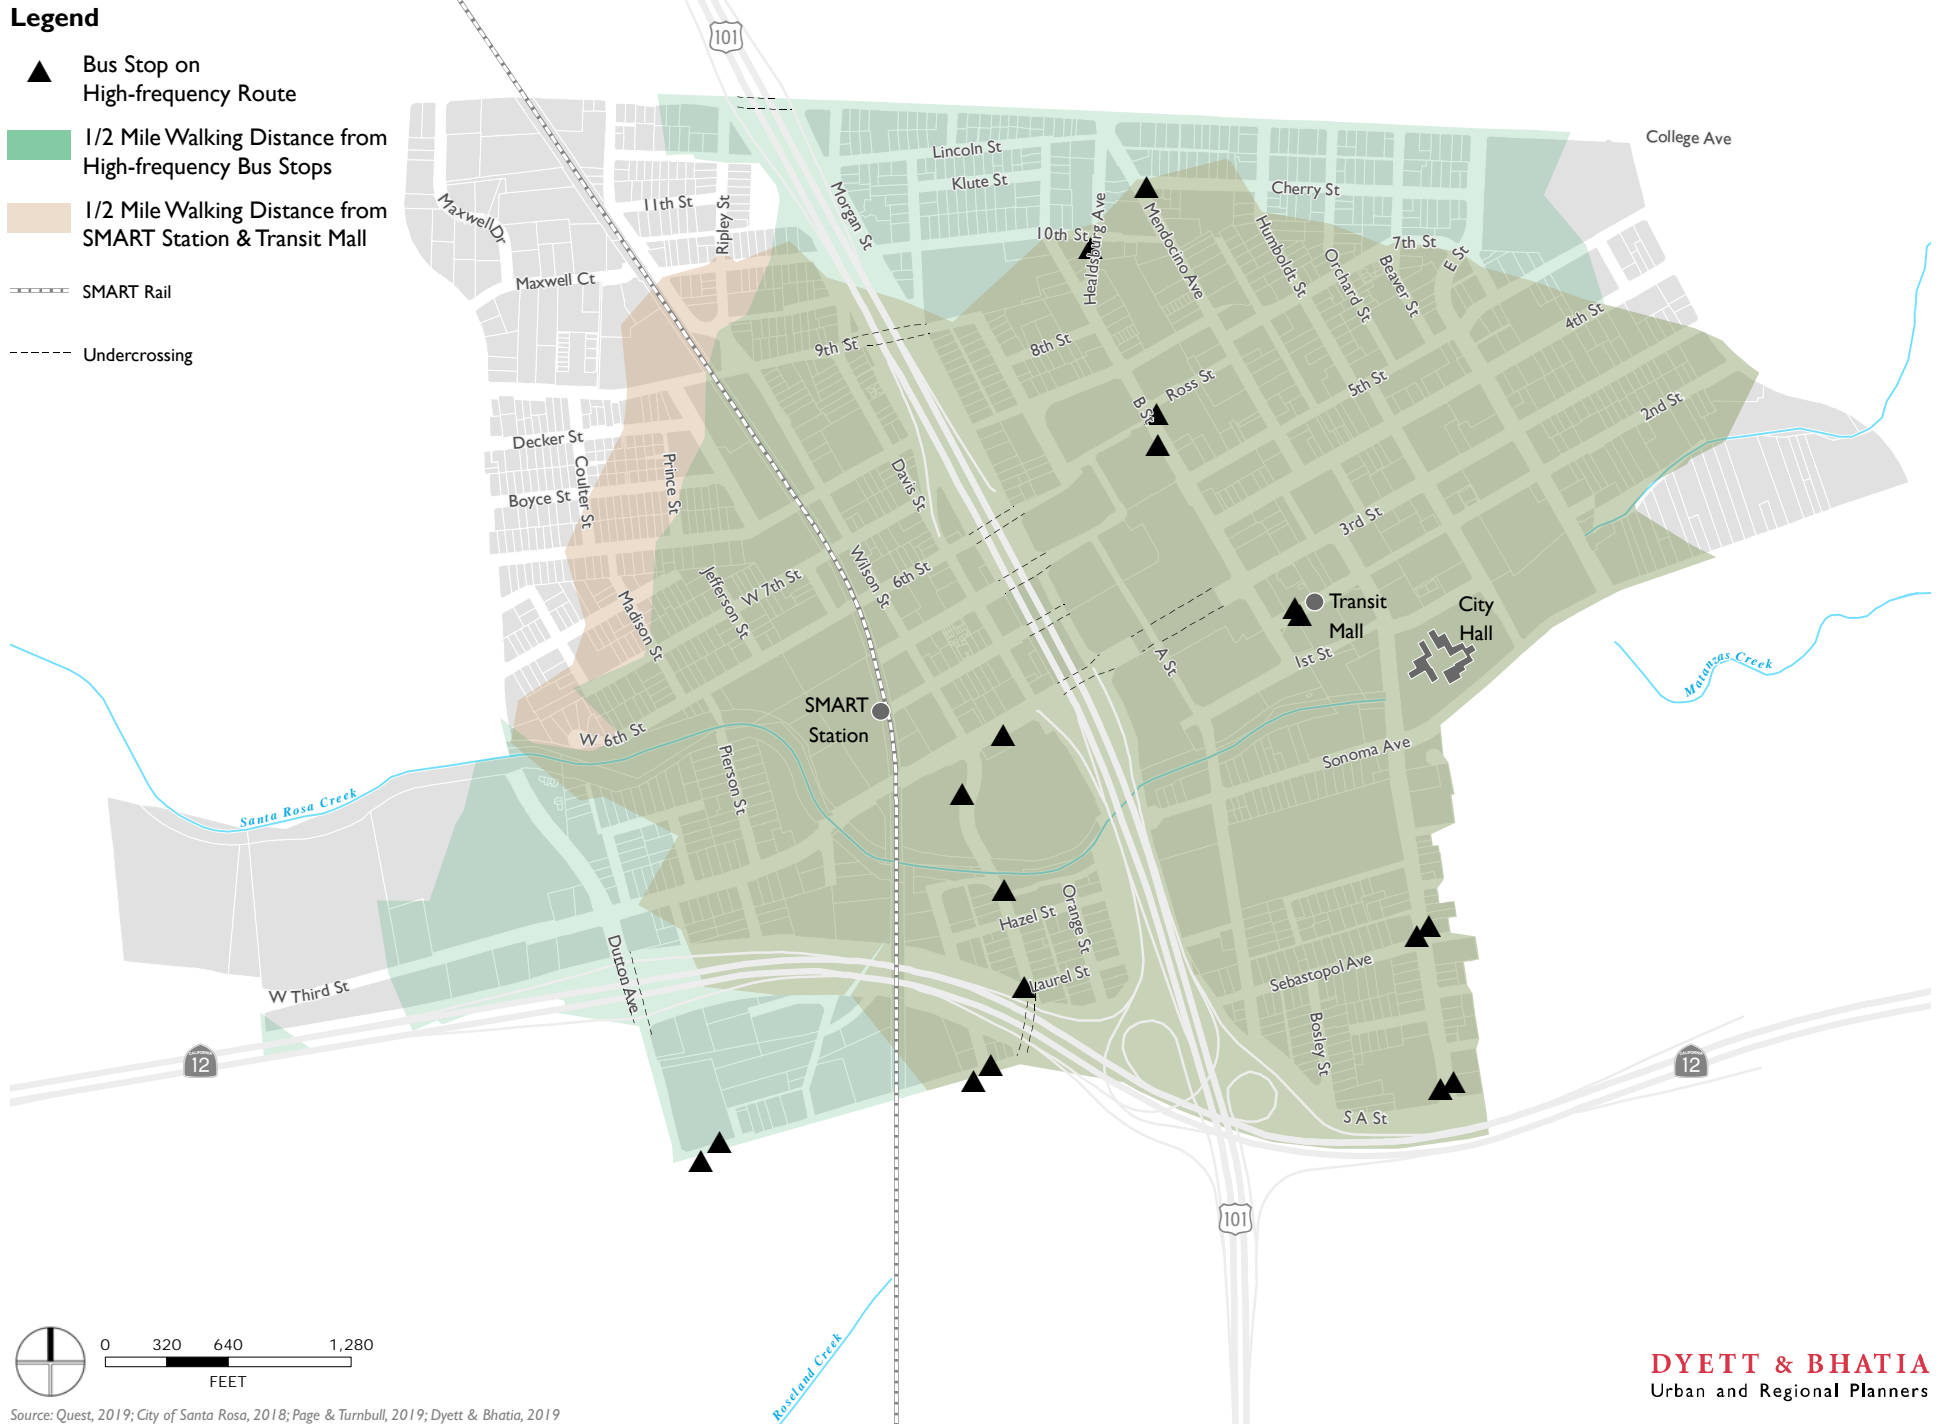 Legend
Bus Stop on
High-frequency Route
1/2 Mile Walking Distance from
High-frequency Bus Stops
1/2 Mile Walking Distance from
SMART Station & Transit Mall
SMART Rail
Undercrossing
101
College Ave
Lincoln St
Klute St
Cherry St
Morgan St
Maxwell Dr
11th St
Ripley St
10th St
Healdsburg Ave
Mendocino Ave
Humboldt St
Orchard St
Beaver St
7th St
E St
Maxwell Ct
4th St
9th St
8th St
Ross St
B St
5th St
2nd St
Decker St
Coulter St
Prince St
Boyce St
Davis St
3rd St
Wilson St
6th St
W 7th St
Jefferson St
Madison St
Transit
Mall
City
Hall
1st St
A St
Matanzas Creek
SMART
Station
W 6th St
Pierson St
Sonoma Ave
Santa Rosa Creek
Hazel St
Orange St
Laurel St
Dutton Ave
W Third St
Sebastopol Ave
Bosley St
S A St
CALIFORNIA
12
CALIFORNIA
12
101
Roseland Creek
0 320 640 1,280
FEET
DYETT & BHATIA
Urban and Regional Planners
Source: Quest, 2019; City of Santa Rosa, 2018; Page & Turnbull, 2019; Dyett & Bhatia, 2019